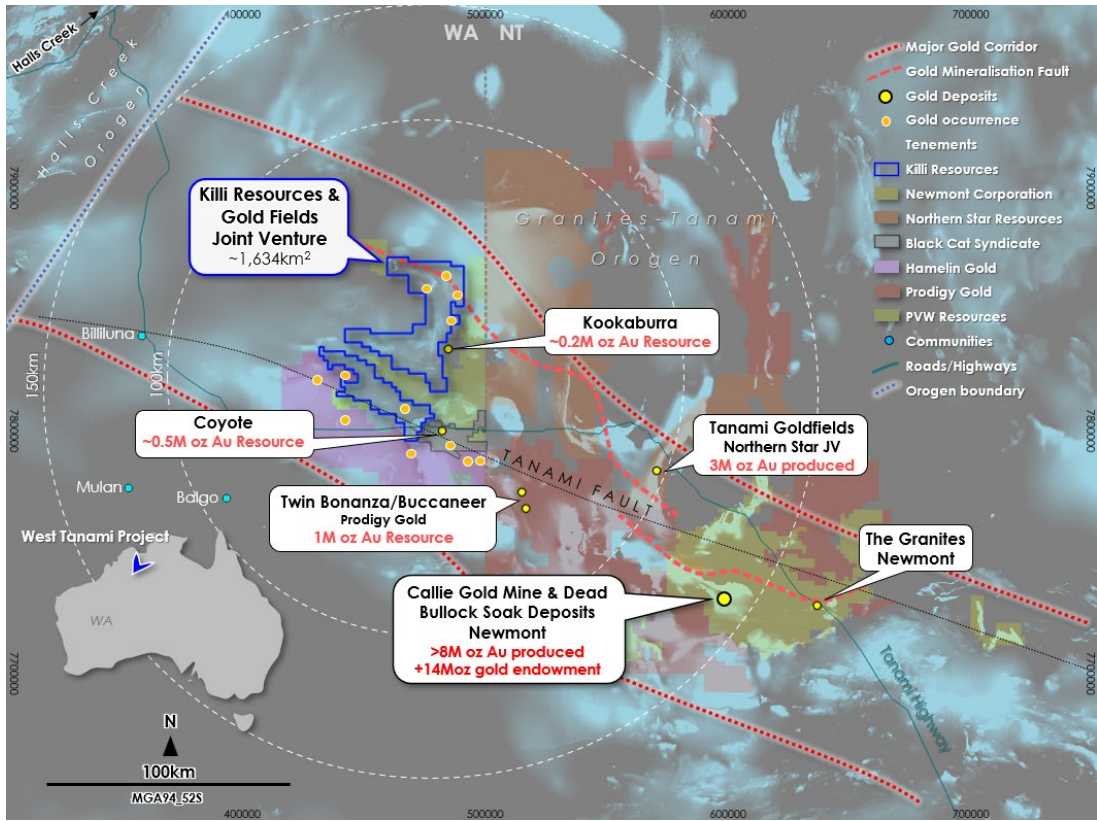 400000
500000
600000
700000
WA NT
Halls Creek
Halls Creek
Orogen
7900000
7900000
Major Gold Corridor
Gold Mineralisation Fault
Gold Deposits
Gold occurrence
Tenements
Killi Resources
Newmont Corporation
Northern Star Resources
Black Cat Syndicate
Hamelin Gold
Prodigy Gold
PVW Resources
Communities
Roads/Highways
Orogen boundary
Killi Resources &
Gold Fields
Joint Venture
~1,634km²
Granites-Tanami
Orogen
Kookaburra
~0.2M oz Au Resource
Billiluna
150km
100km
7800000
7800000
Coyote
~0.5M oz Au Resource
Tanami Goldfields
Northern Star JV
3M oz Au produced
TANAMI FAULT
Mulan
Balgo
Twin Bonanza/Buccaneer
Prodigy Gold
1M oz Au Resource
West Tanami Project
WA
The Granites
Newmont
Callie Gold Mine & Dead
Bullock Soak Deposits
Newmont
>8M oz Au produced
+14Moz gold endowment
7700000
7700000
Tanami Highway
N
100km
MGA94_52S
400000
500000
600000
700000